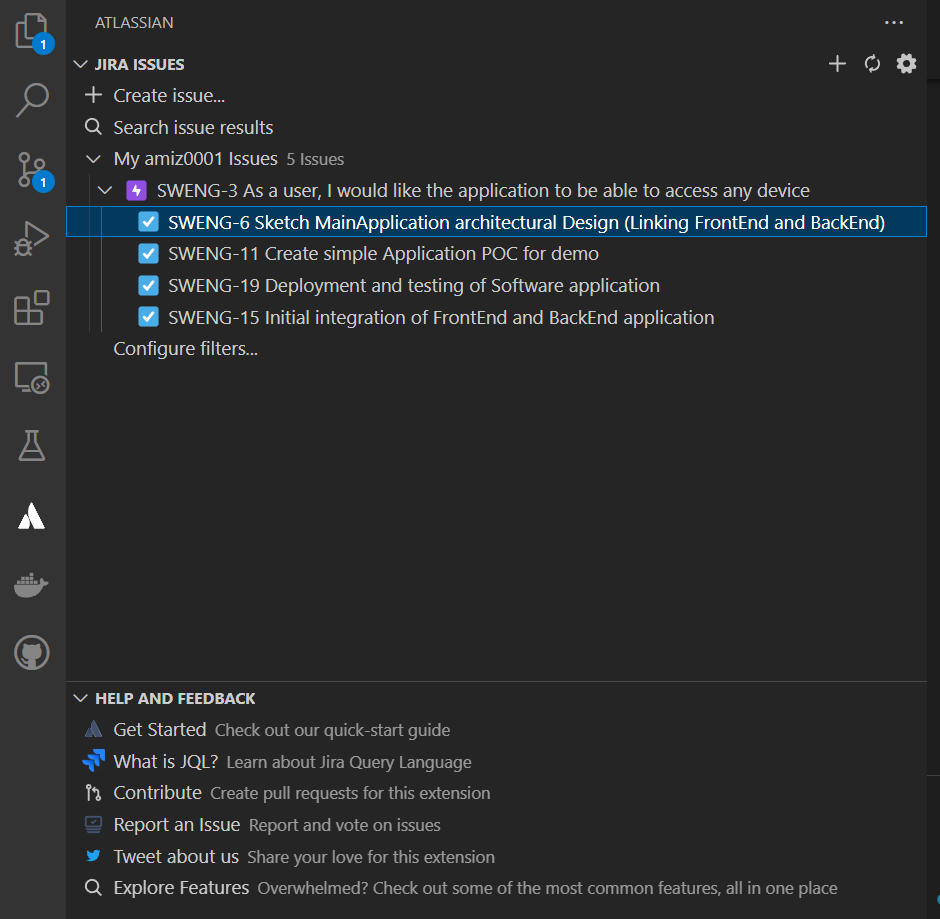 ATLASSIAN
JIRA ISSUES
Create issue...
Search issue results
My amiz0001 Issues 5 Issues
SWENG-3 As a user, I would like the application to be able to access any device
SWENG-6 Sketch MainApplication architectural Design (Linking FrontEnd and BackEnd)
SWENG-11 Create simple Application POC for demo
SWENG-19 Deployment and testing of Software application
SWENG-15 Initial integration of FrontEnd and BackEnd application
Configure filters...
1
1
HELP AND FEEDBACK
Get Started Check out our quick-start guide
What is JQL? Learn about Jira Query Language
Contribute Create pull requests for this extension
Report an Issue Report and vote on issues
Tweet about us Share your love for this extension
Explore Features Overwhelmed? Check out some of the most common features, all in one place